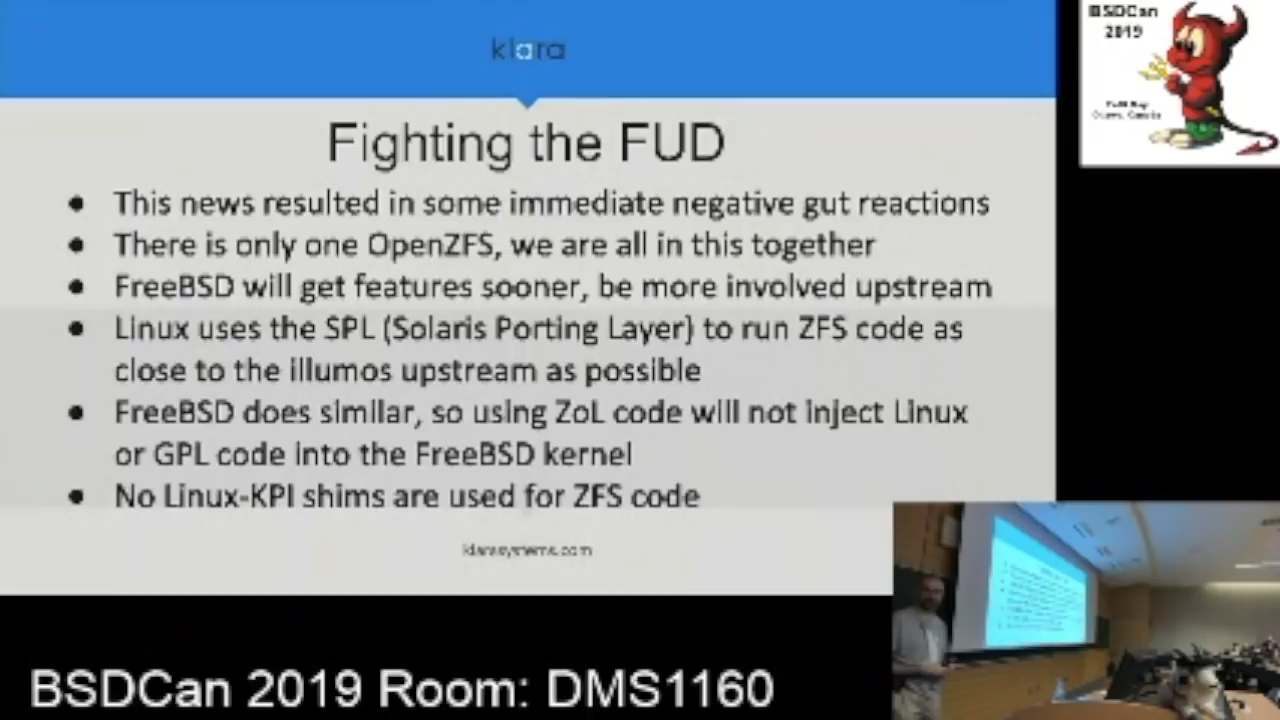 klara
BSDCan
2019
Fighting the FUD
• This news resulted in some immediate negative gut reactions
• There is only one OpenZFS, we are all in this together
• FreeBSD will get features sooner, be more involved upstream
• Linux uses the SPL (Solaris Porting Layer) to run ZFS code as
close to the illumos upstream as possible
• FreeBSD does similar, so using ZoL code will not inject Linux
or GPL code into the FreeBSD kernel
• No Linux-KPI shims are used for ZFS code
klarasystems.com
BSDCan 2019 Room: DMS1160